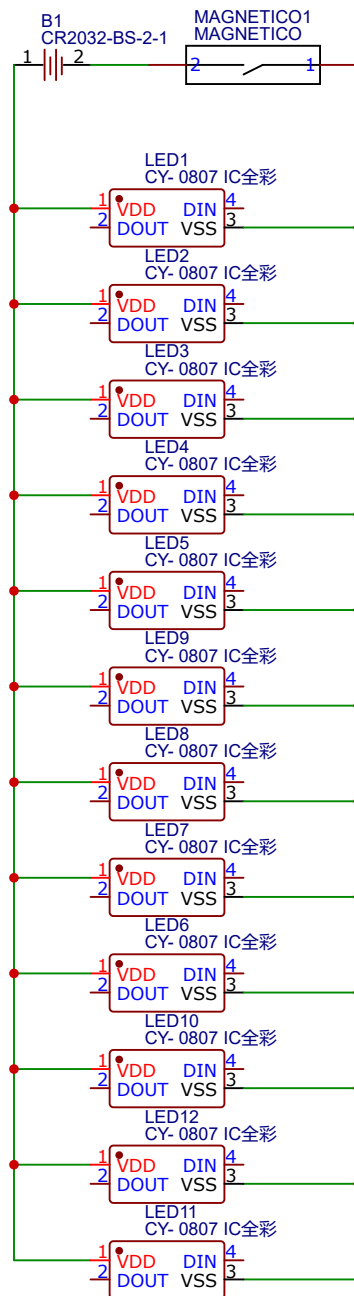 B1
CR2032-BS-2-1
1 2
MAGNETICO1
MAGNETICO
2 1
LED1
CY- 0807 IC全彩
1 VDD DIN 4
2 DOUT VSS 3
LED2
CY- 0807 IC全彩
1 VDD DIN 4
2 DOUT VSS 3
LED3
CY- 0807 IC全彩
1 VDD DIN 4
2 DOUT VSS 3
LED4
CY- 0807 IC全彩
1 VDD DIN 4
2 DOUT VSS 3
LED5
CY- 0807 IC全彩
1 VDD DIN 4
2 DOUT VSS 3
LED9
CY- 0807 IC全彩
1 VDD DIN 4
2 DOUT VSS 3
LED8
CY- 0807 IC全彩
1 VDD DIN 4
2 DOUT VSS 3
LED7
CY- 0807 IC全彩
1 VDD DIN 4
2 DOUT VSS 3
LED6
CY- 0807 IC全彩
1 VDD DIN 4
2 DOUT VSS 3
LED10
CY- 0807 IC全彩
1 VDD DIN 4
2 DOUT VSS 3
LED12
CY- 0807 IC全彩
1 VDD DIN 4
2 DOUT VSS 3
LED11
CY- 0807 IC全彩
1 VDD DIN 4
2 DOUT VSS 3